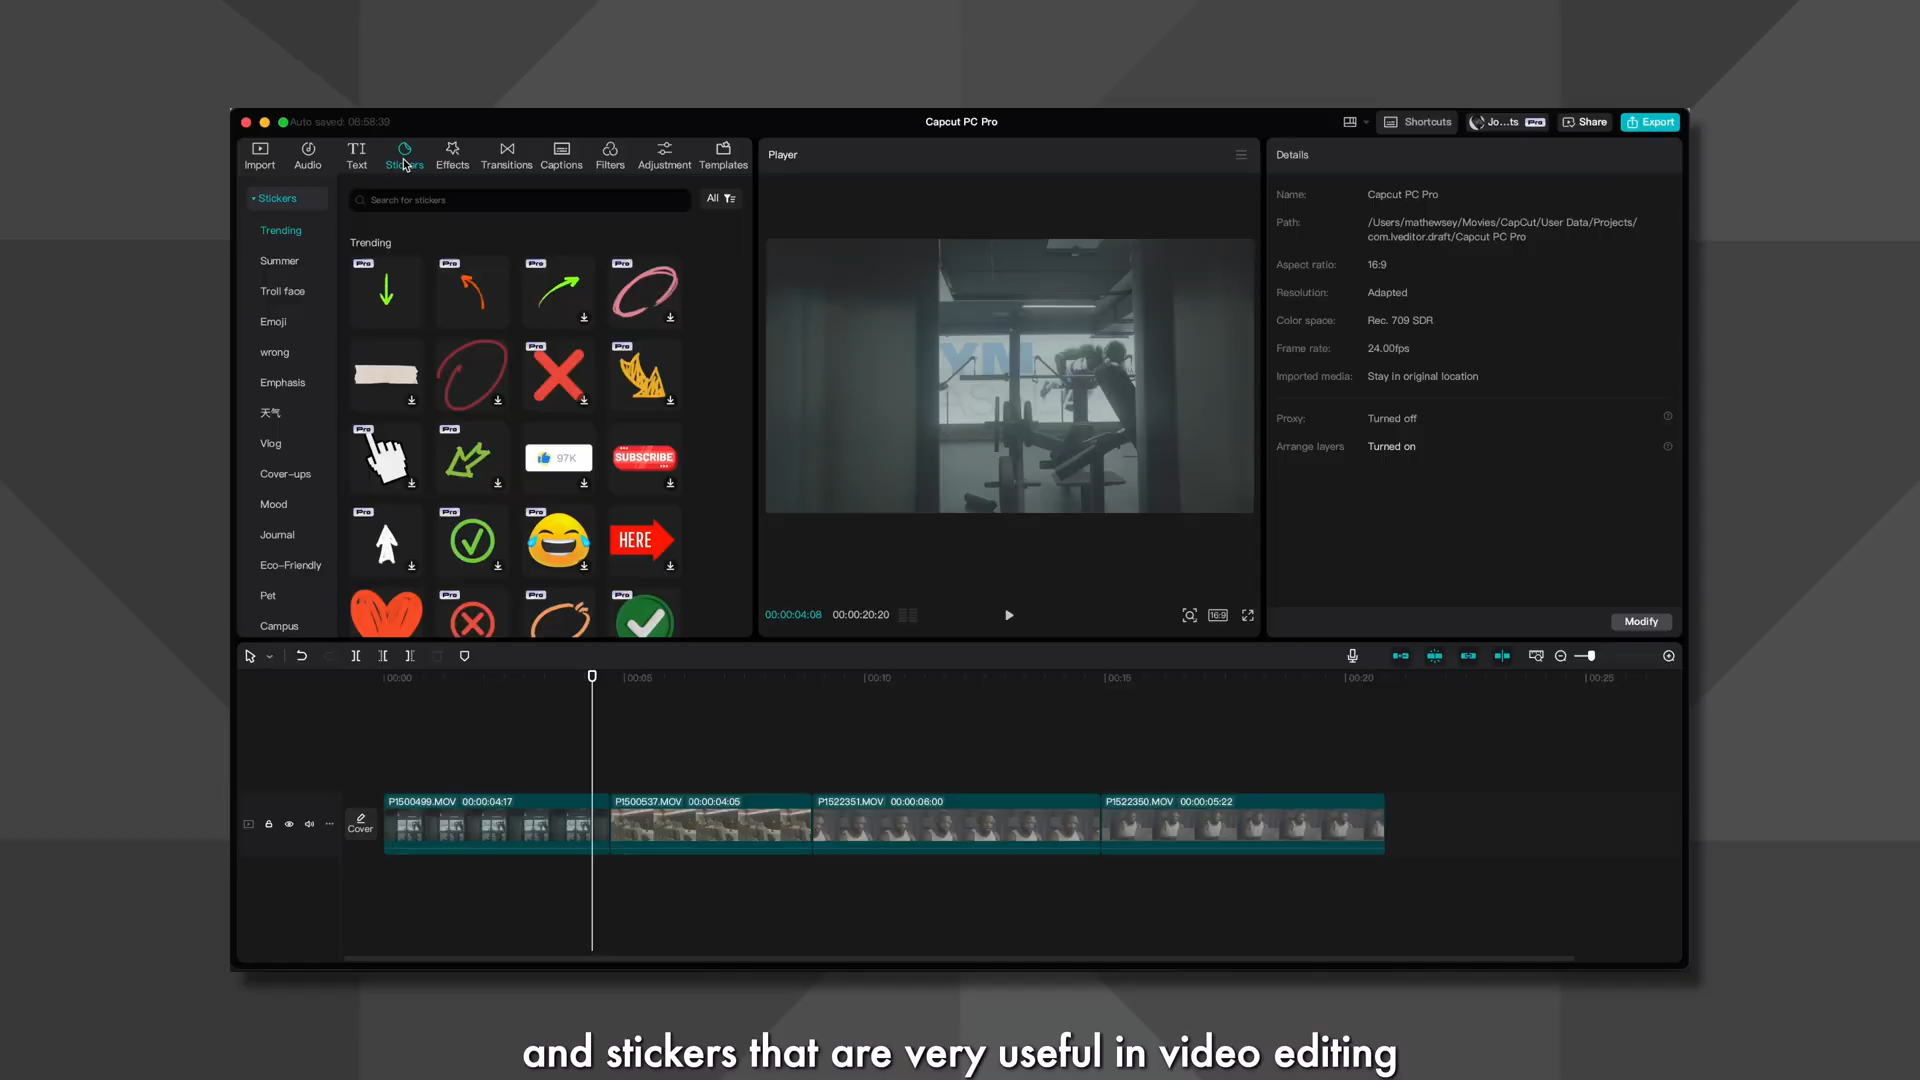 Auto saved: 08:58:39
Capcut PC Pro
Shortcuts
Jo...ts Pro
Share
Export
Import
Audio
Text
Stickers
Effects
Transitions
Captions
Filters
Adjustment
Templates
Player
Details
Stickers
Search for stickers
All
Trending
Summer
Troll face
Emoji
wrong
Emphasis
天气
Vlog
Cover-ups
Mood
Journal
Eco-Friendly
Pet
Campus
Trending
Pro
Pro
Pro
Pro
Pro
Pro
Pro
Pro
97K
SUBSCRIBE
Pro
Pro
Pro
HERE
Pro
Pro
Pro
00:00:04:08
00:00:20:20
16:9
Name: Capcut PC Pro
Path: /Users/mathewsey/Movies/CapCut/User Data/Projects/
com.lveditor.draft/Capcut PC Pro
Aspect ratio: 16:9
Resolution: Adapted
Color space: Rec. 709 SDR
Frame rate: 24.00fps
Imported media: Stay in original location
Proxy: Turned off
Arrange layers Turned on
Modify
00:00
00:05
00:10
00:15
00:20
00:25
Cover
P1500499.MOV 00:00:04:17
P1500537.MOV 00:00:04:05
P1522351.MOV 00:00:06:00
P1522350.MOV 00:00:05:22
and stickers that are very useful in video editing